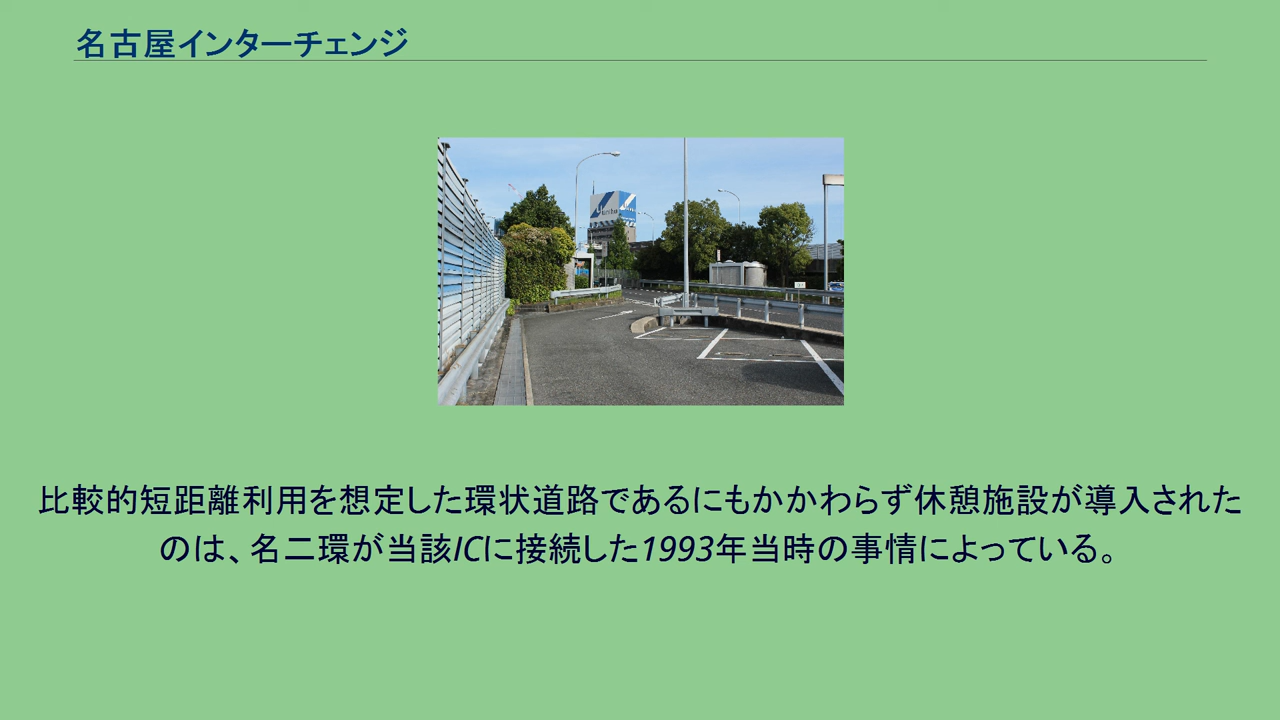 名古屋インターチェンジ
比較的短距離利用を想定した環状道路であるにもかかわらず休憩施設が導入された
のは、名二環が当該ICに接続した1993年当時の事情によっている。